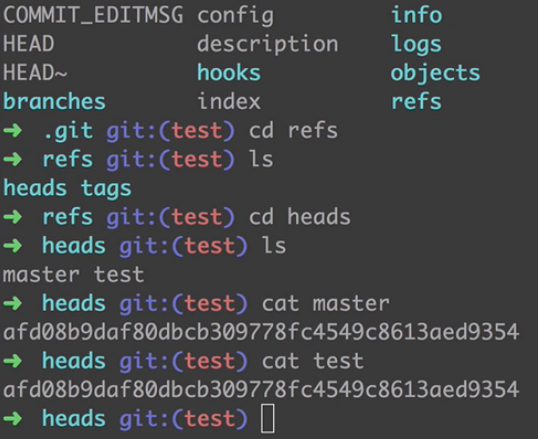 COMMIT_EDITMSG config info
HEAD description logs
HEAD~ hooks objects
branches index refs
➜ .git git:(test) cd refs
➜ refs git:(test) ls
heads tags
➜ refs git:(test) cd heads
➜ heads git:(test) ls
master test
➜ heads git:(test) cat master
afd08b9daf80dbcb309778fc4549c8613aed9354
➜ heads git:(test) cat test
afd08b9daf80dbcb309778fc4549c8613aed9354
➜ heads git:(test)